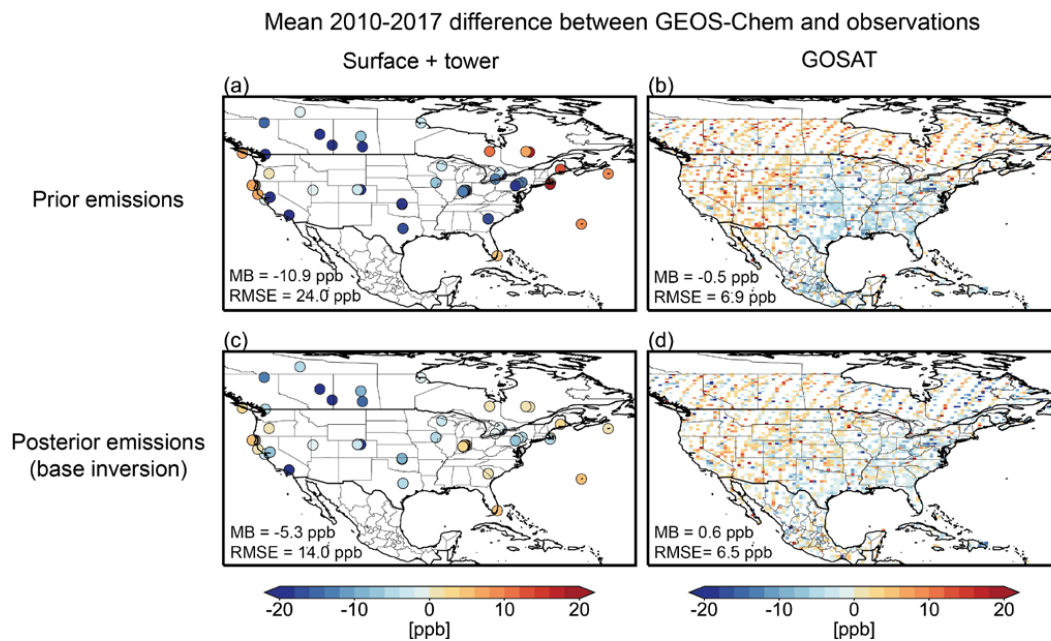 Mean 2010-2017 difference between GEOS-Chem and observations
Surface + tower
GOSAT
(a)
(b)
Prior emissions
MB = -10.9 ppb
RMSE = 24.0 ppb
MB = -0.5 ppb
RMSE = 6.9 ppb
(c)
(d)
Posterior emissions
(base inversion)
MB = -5.3 ppb
RMSE = 14.0 ppb
MB = 0.6 ppb
RMSE= 6.5 ppb
-20 -10 0 10 20
[ppb]
-20 -10 0 10 20
[ppb]